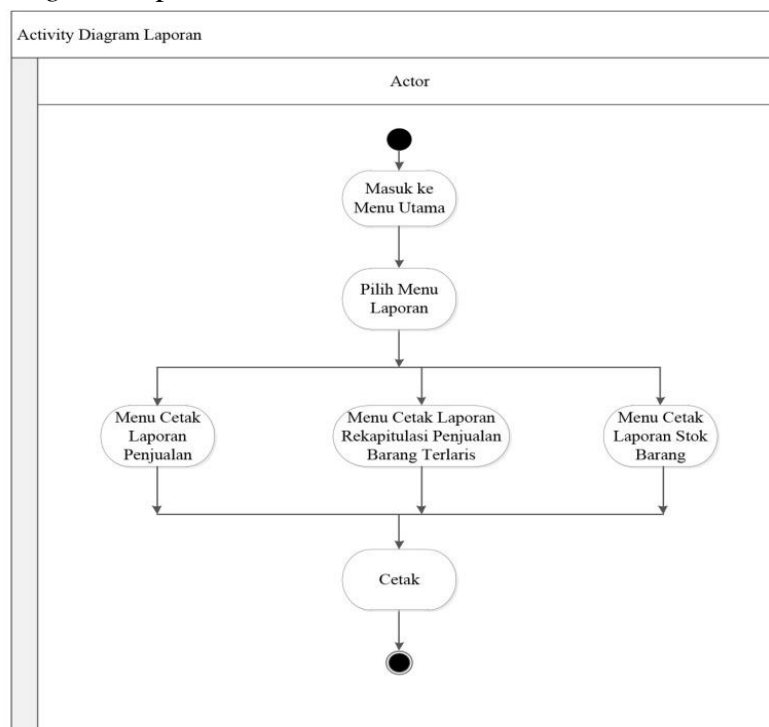 Activity Diagram Laporan
Actor
Masuk ke
Menu Utama
Pilih Menu
Laporan
Menu Cetak
Laporan
Penjualan
Menu Cetak Laporan
Rekapitulasi Penjualan
Barang Terlaris
Menu Cetak
Laporan Stok
Barang
Cetak